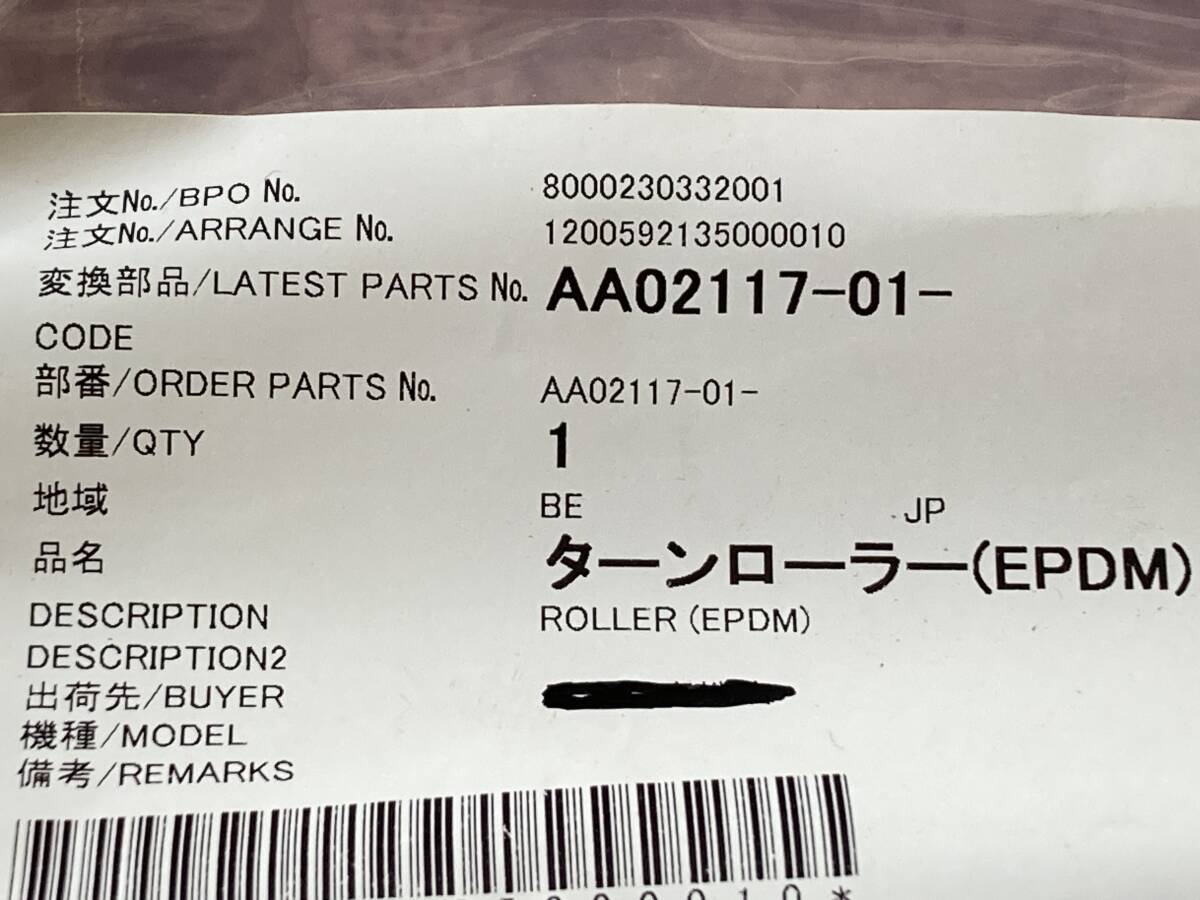 注文No./BPO No. 8000230332001
注文No./ARRANGE No. 1200592135000010
変換部品/LATEST PARTS No. AA02117-01-
CODE
部番/ORDER PARTS No. AA02117-01-
数量/QTY 1
地域 BE JP
品名 ターンローラー(EPDM)
DESCRIPTION ROLLER(EPDM)
DESCRIPTION2
出荷先/BUYER
機種/MODEL
備考/REMARKS